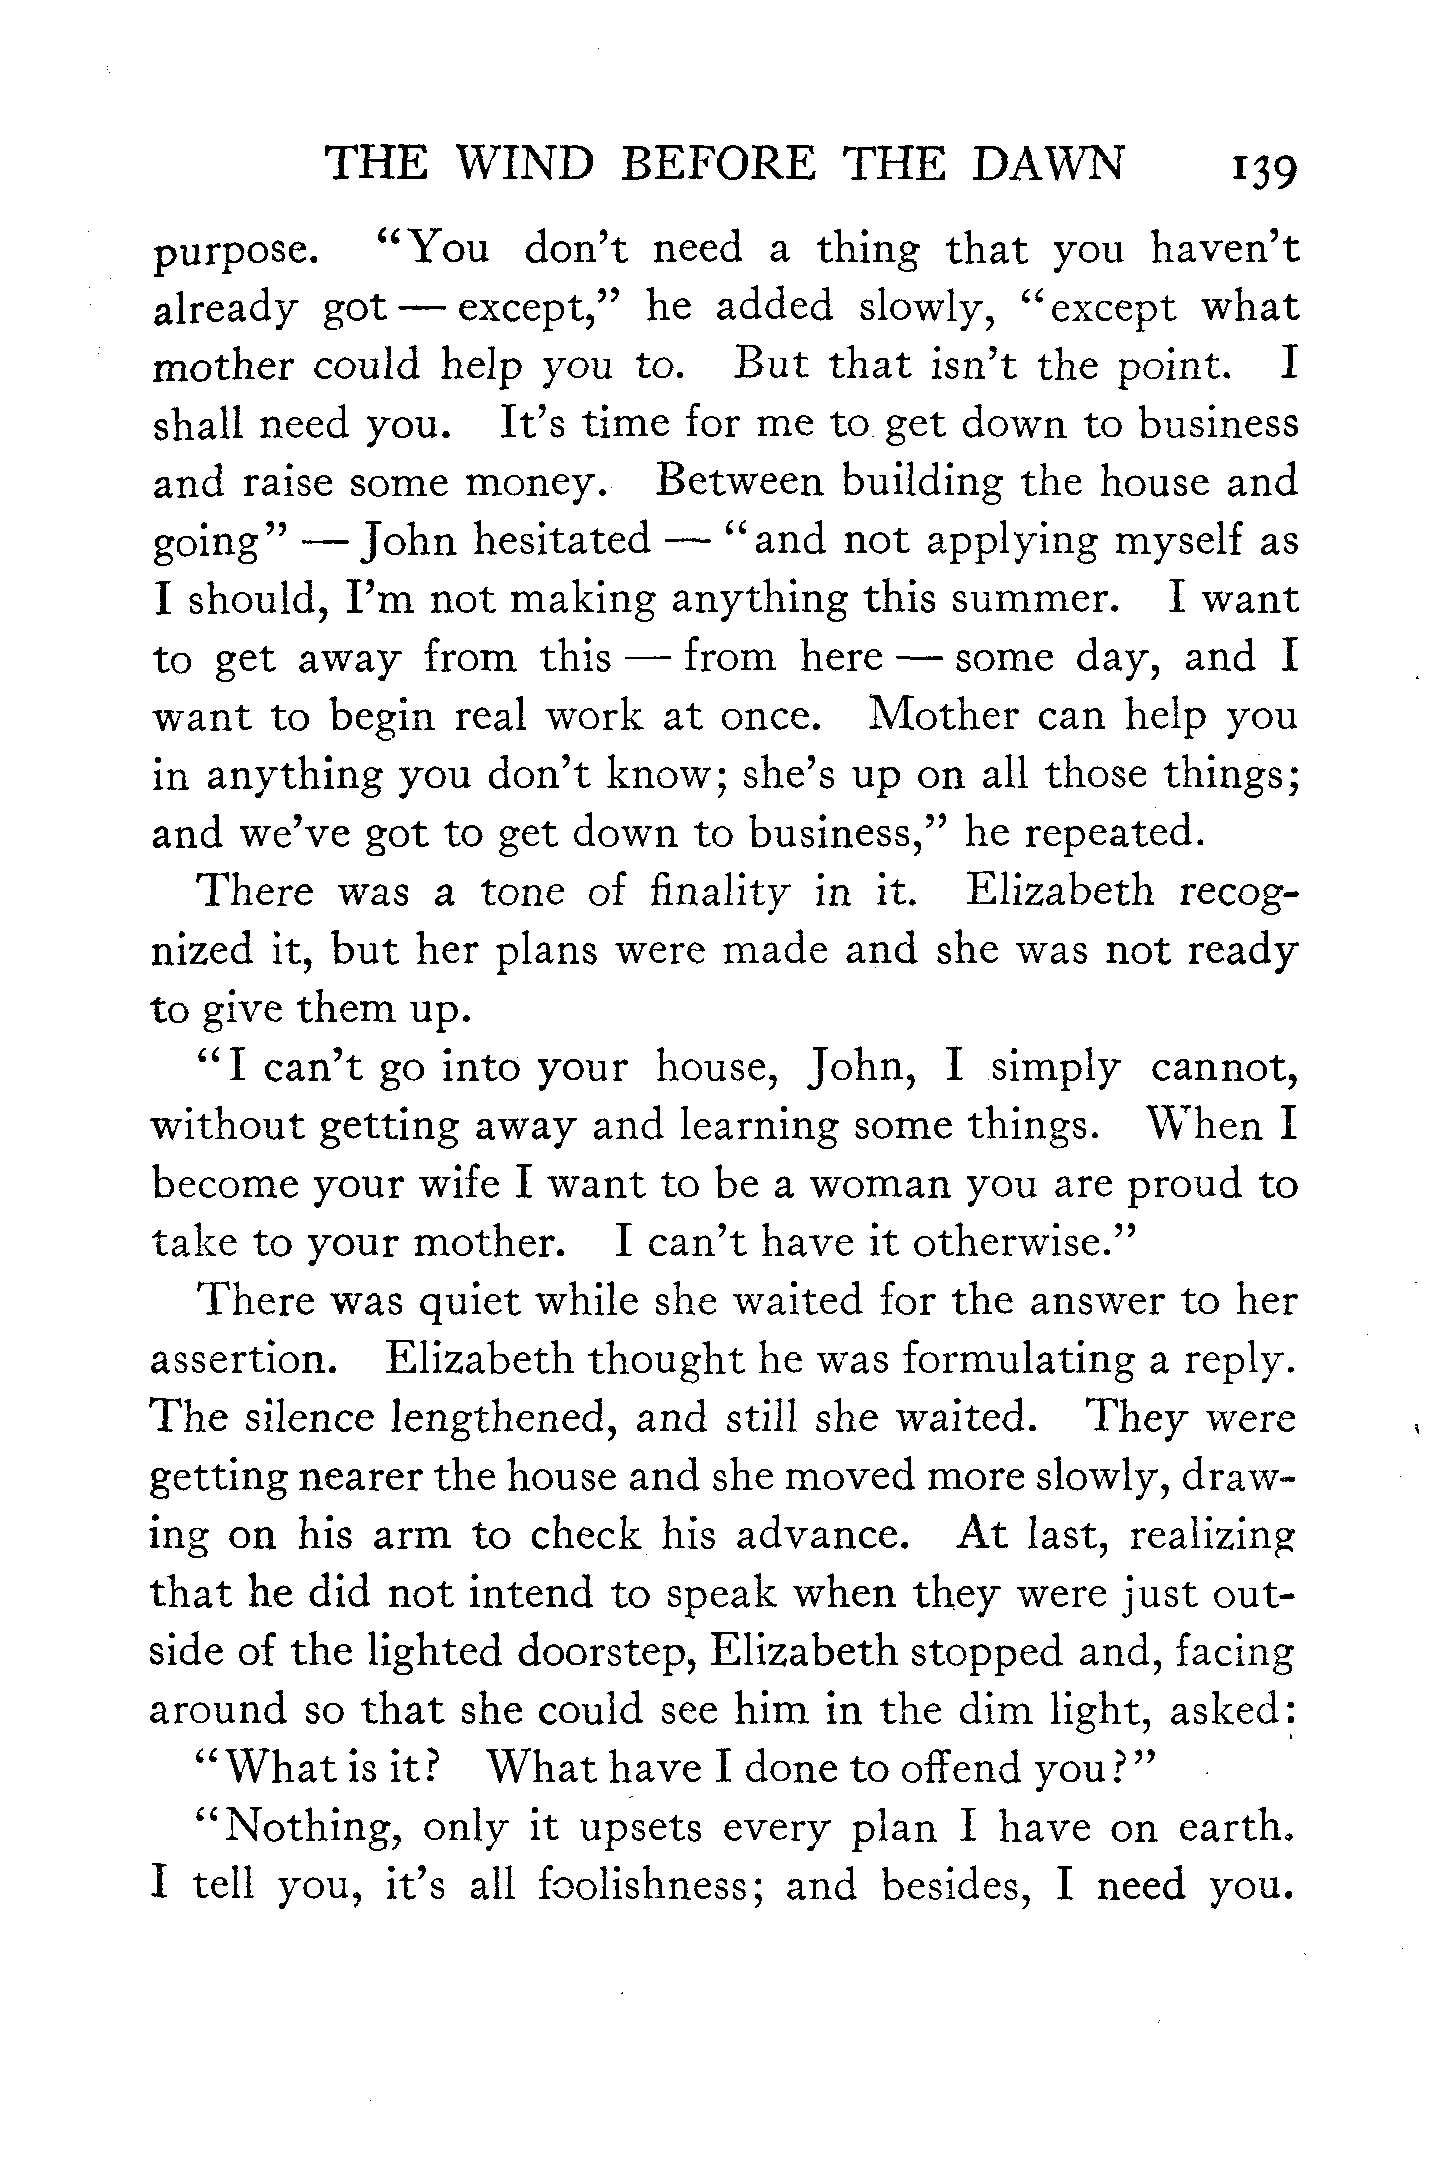 THE WIND BEFORE THE DAWN 139
purpose. “You don’t need a thing that you haven’t
already got — except,” he added slowly, “except what
mother could help you to. But that isn’t the point. I
shall need you. It’s time for me to get down to business
and raise some money. Between building the house and
going” — John hesitated — “and not applying myself as
I should, I’m not making anything this summer. I want
to get away from this — from here — some day, and I
want to begin real work at once. Mother can help you
in anything you don’t know; she’s up on all those things;
and we’ve got to get down to business,” he repeated.
There was a tone of finality in it. Elizabeth recog-
nized it, but her plans were made and she was not ready
to give them up.
“I can’t go into your house, John, I simply cannot,
without getting away and learning some things. When I
become your wife I want to be a woman you are proud to
take to your mother. I can’t have it otherwise.”
There was quiet while she waited for the answer to her
assertion. Elizabeth thought he was formulating a reply.
The silence lengthened, and still she waited. They were
getting nearer the house and she moved more slowly, draw-
ing on his arm to check his advance. At last, realizing
that he did not intend to speak when they were just out-
side of the lighted doorstep, Elizabeth stopped and, facing
around so that she could see him in the dim light, asked:
“What is it? What have I done to offend you?”
“Nothing, only it upsets every plan I have on earth.
I tell you, it’s all foolishness; and besides, I need you.